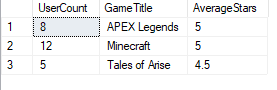 UserCount GameTitle AverageStars
1 8 APEX Legends 5
2 12 Minecraft 5
3 5 Tales of Arise 4.5